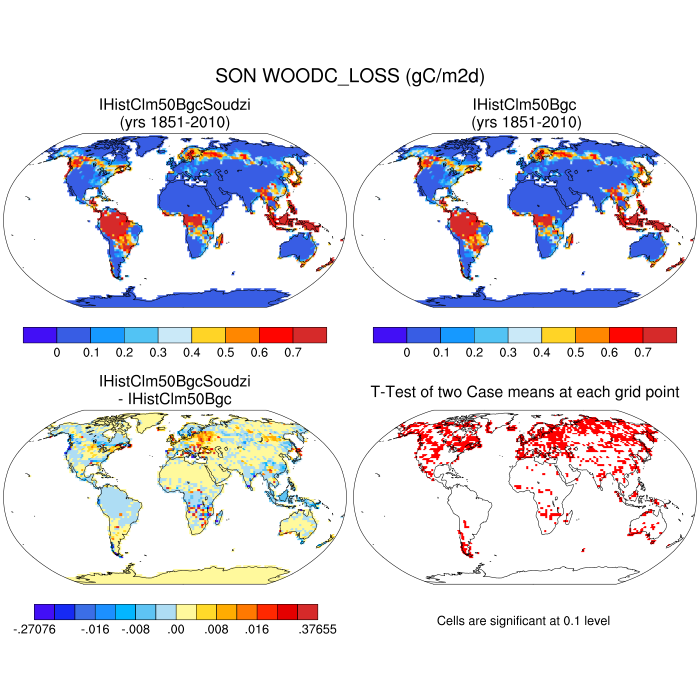 SON WOODC_LOSS (gC/m2d)
IHistClm50BgcSoudzi
(yrs 1851-2010)
IHistClm50Bgc
(yrs 1851-2010)
0 0.1 0.2 0.3 0.4 0.5 0.6 0.7
0 0.1 0.2 0.3 0.4 0.5 0.6 0.7
IHistClm50BgcSoudzi
- IHistClm50Bgc
T-Test of two Case means at each grid point
-.27076 -.016 -.008 .00 .008 .016 .37655
Cells are significant at 0.1 level